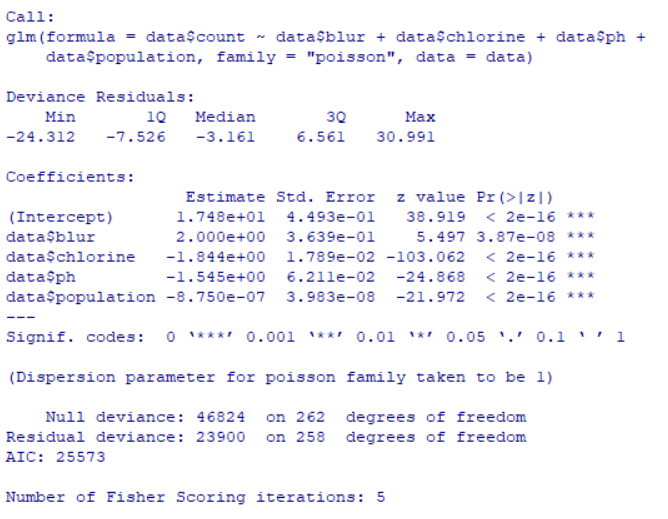 Call:
glm(formula = data$count ~ data$blur + data$chlorine + data$ph +
    data$population, family = "poisson", data = data)
Deviance Residuals:
    Min      1Q  Median      3Q     Max
-24.312  -7.526  -3.161   6.561  30.991
Coefficients:
                  Estimate Std. Error  z value Pr(>|z|)
(Intercept)      1.748e+01  4.493e-01   38.919  < 2e-16 ***
data$blur        2.000e+00  3.639e-01    5.497 3.87e-08 ***
data$chlorine   -1.844e+00  1.789e-02 -103.062  < 2e-16 ***
data$ph         -1.545e+00  6.211e-02  -24.868  < 2e-16 ***
data$population -8.750e-07  3.983e-08  -21.972  < 2e-16 ***
---
Signif. codes:  0 ‘***’ 0.001 ‘**’ 0.01 ‘*’ 0.05 ‘.’ 0.1 ‘ ’ 1
(Dispersion parameter for poisson family taken to be 1)
    Null deviance: 46824  on 262  degrees of freedom
Residual deviance: 23900  on 258  degrees of freedom
AIC: 25573
Number of Fisher Scoring iterations: 5